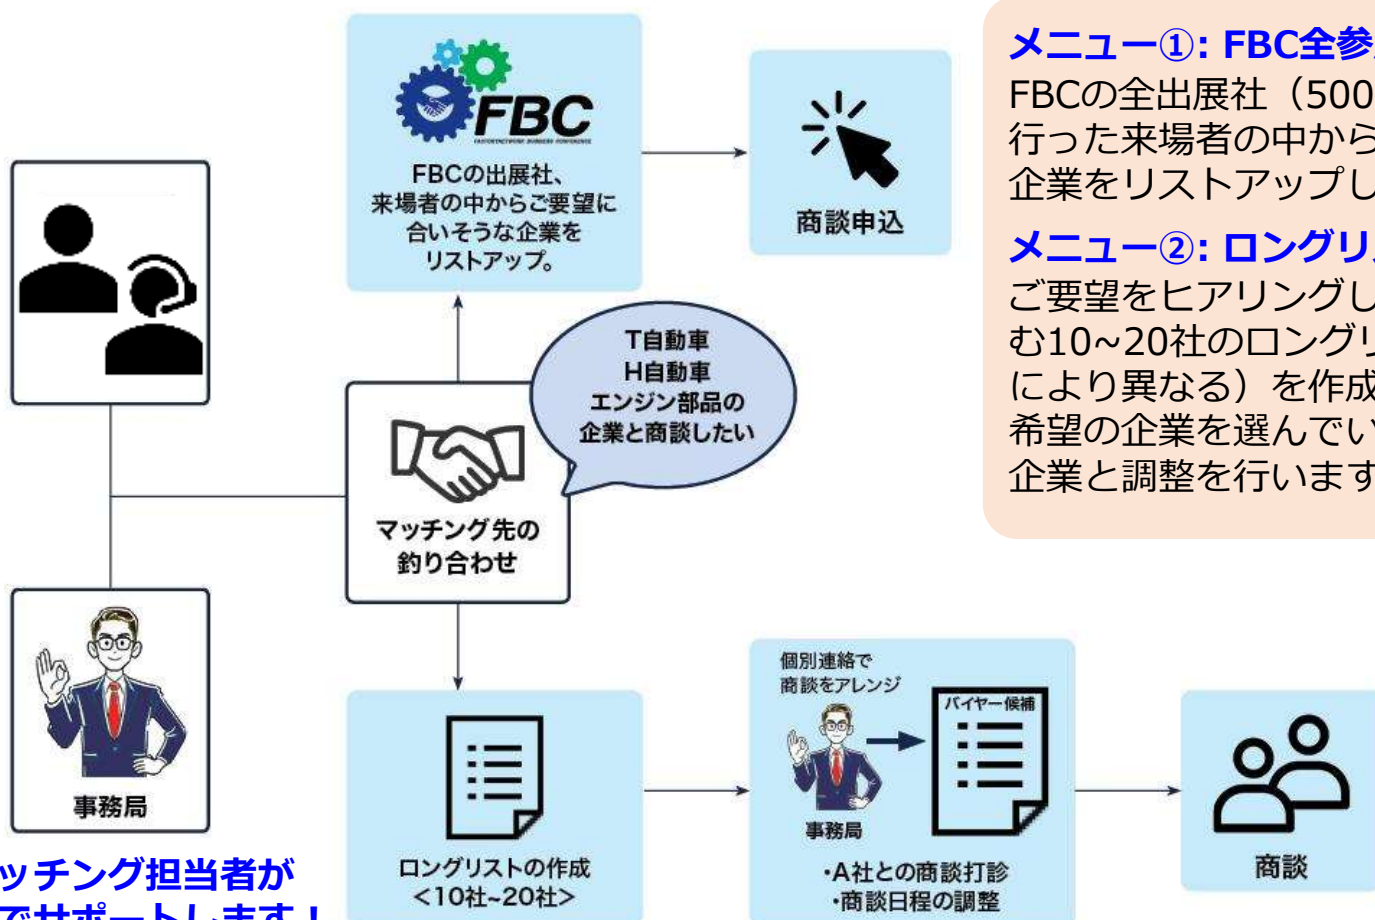 FBC
FBCの出展社、
来場者の中からご要望に
合いそうな企業を
リストアップ。
商談申込
メニュー①: FBC全参
FBCの全出展社（500
行った来場者の中から
企業をリストアップし
メニュー②: ロングリ
ご要望をヒアリングし
む10~20社のロングリ
により異なる）を作成
希望の企業を選んでい
企業と調整を行います
T自動車
H自動車
エンジン部品の
企業と商談したい
マッチング先の
釣り合わせ
事務局
ッチング担当者が
でサポートします！
ロングリストの作成
<10社~20社>
個別連絡で
商談をアレンジ
バイヤー候補
事務局
・A社との商談打診
・商談日程の調整
商談